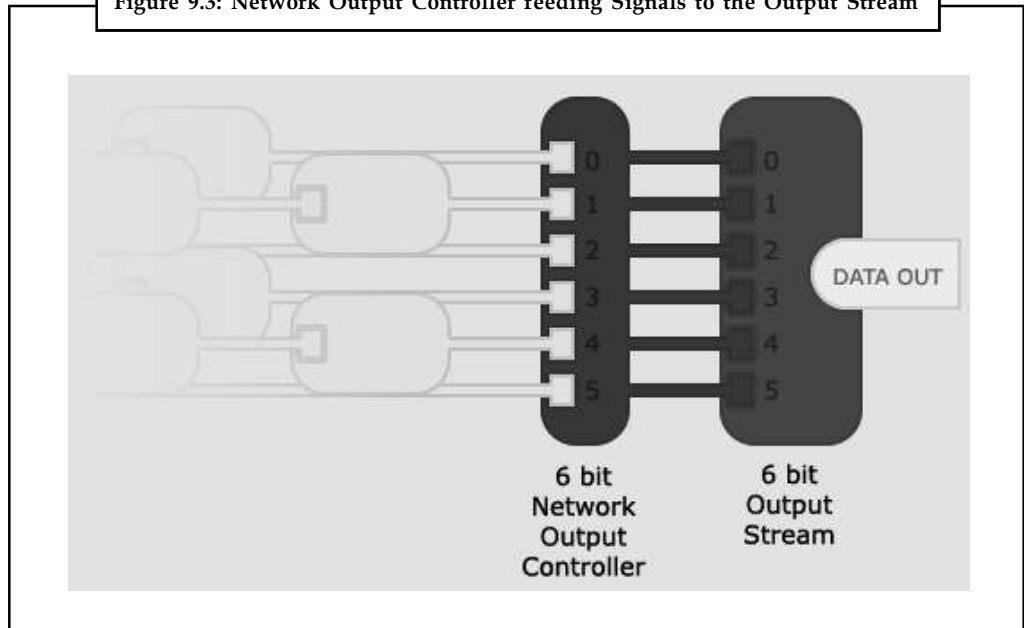 Figure 9.3: Network Output Controller feeding Signals to the Output Stream
0 0
1 1
2 2
3 3
4 4
5 5
DATA OUT
6 bit
Network
Output
Controller
6 bit
Output
Stream